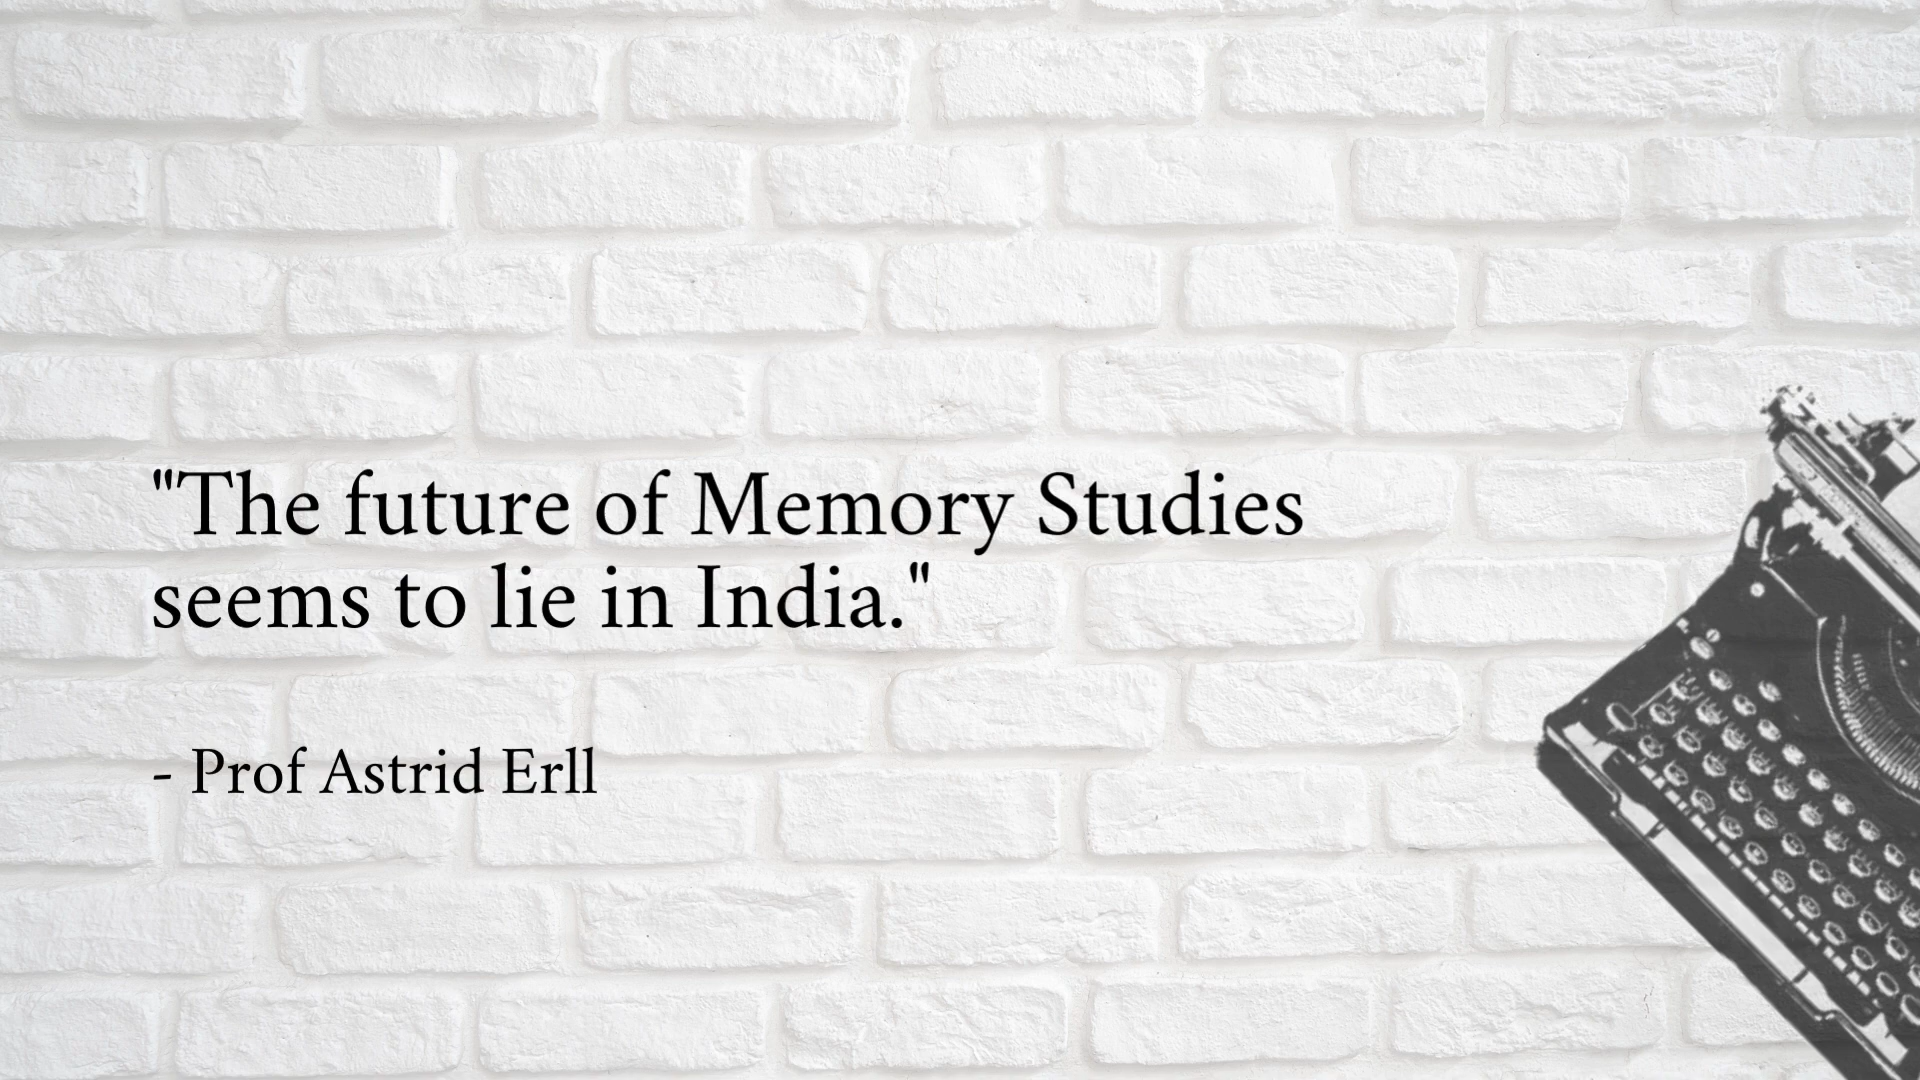 "The future of Memory Studies
seems to lie in India."
- Prof Astrid Erll